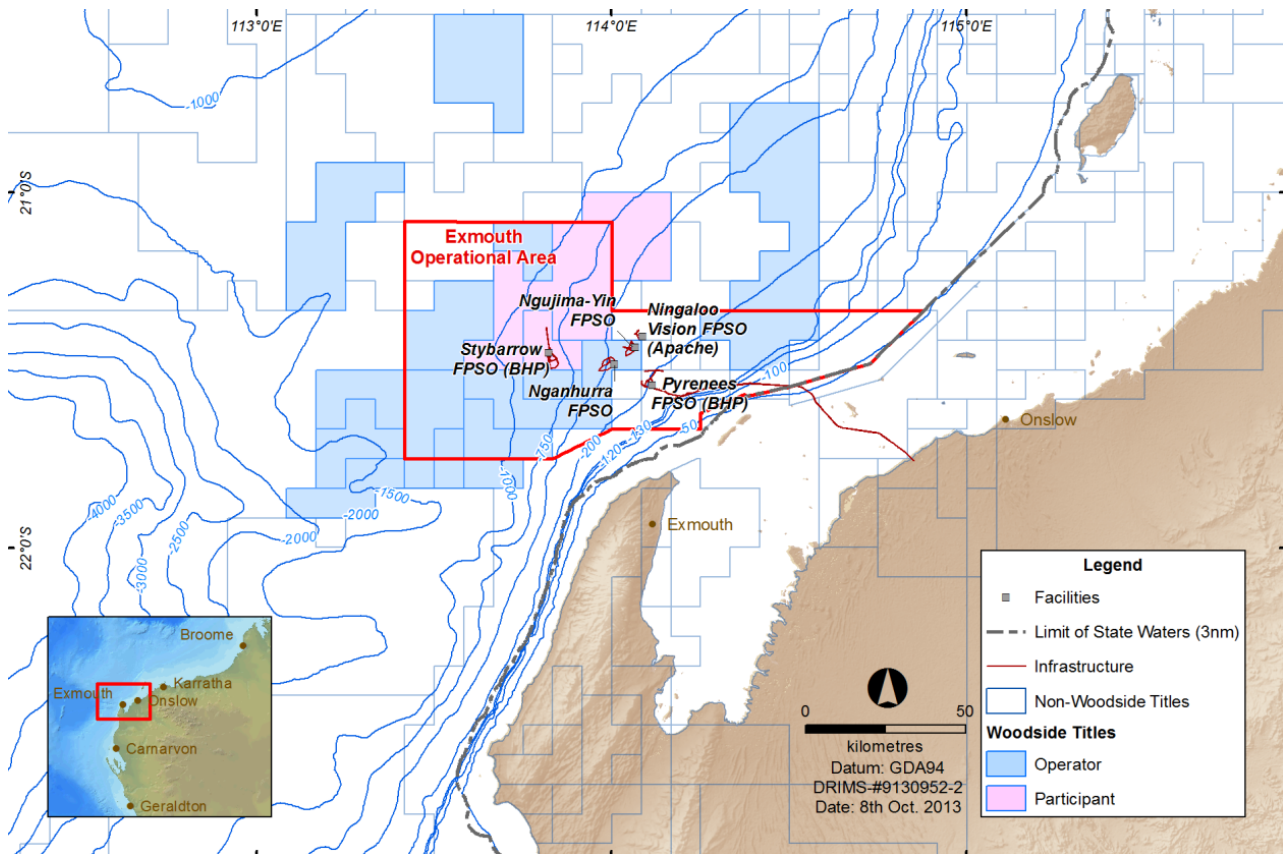 113°0'E
114°0'E
115°0'E
-1000
21°0'S
Exmouth
Operational Area
Ngujima-Yin
FPSO
Ningaloo
Vision FPSO
(Apache)
Stybarrow
FPSO (BHP)
Nganhurra
FPSO
Pyrenees
FPSO (BHP)
-100
-50
-130
-120
-200
-750
-1000
Onslow
-1500
-2000
-2000
-2500
-3000
-3500
-4000
Exmouth
22°0'S
Legend
Facilities
Limit of State Waters (3nm)
Infrastructure
Non-Woodside Titles
Woodside Titles
Operator
Participant
0
50
kilometres
Datum: GDA94
DRIMS-#9130952-2
Date: 8th Oct. 2013
Broome
Karratha
Exmouth
Onslow
Carnarvon
Geraldton